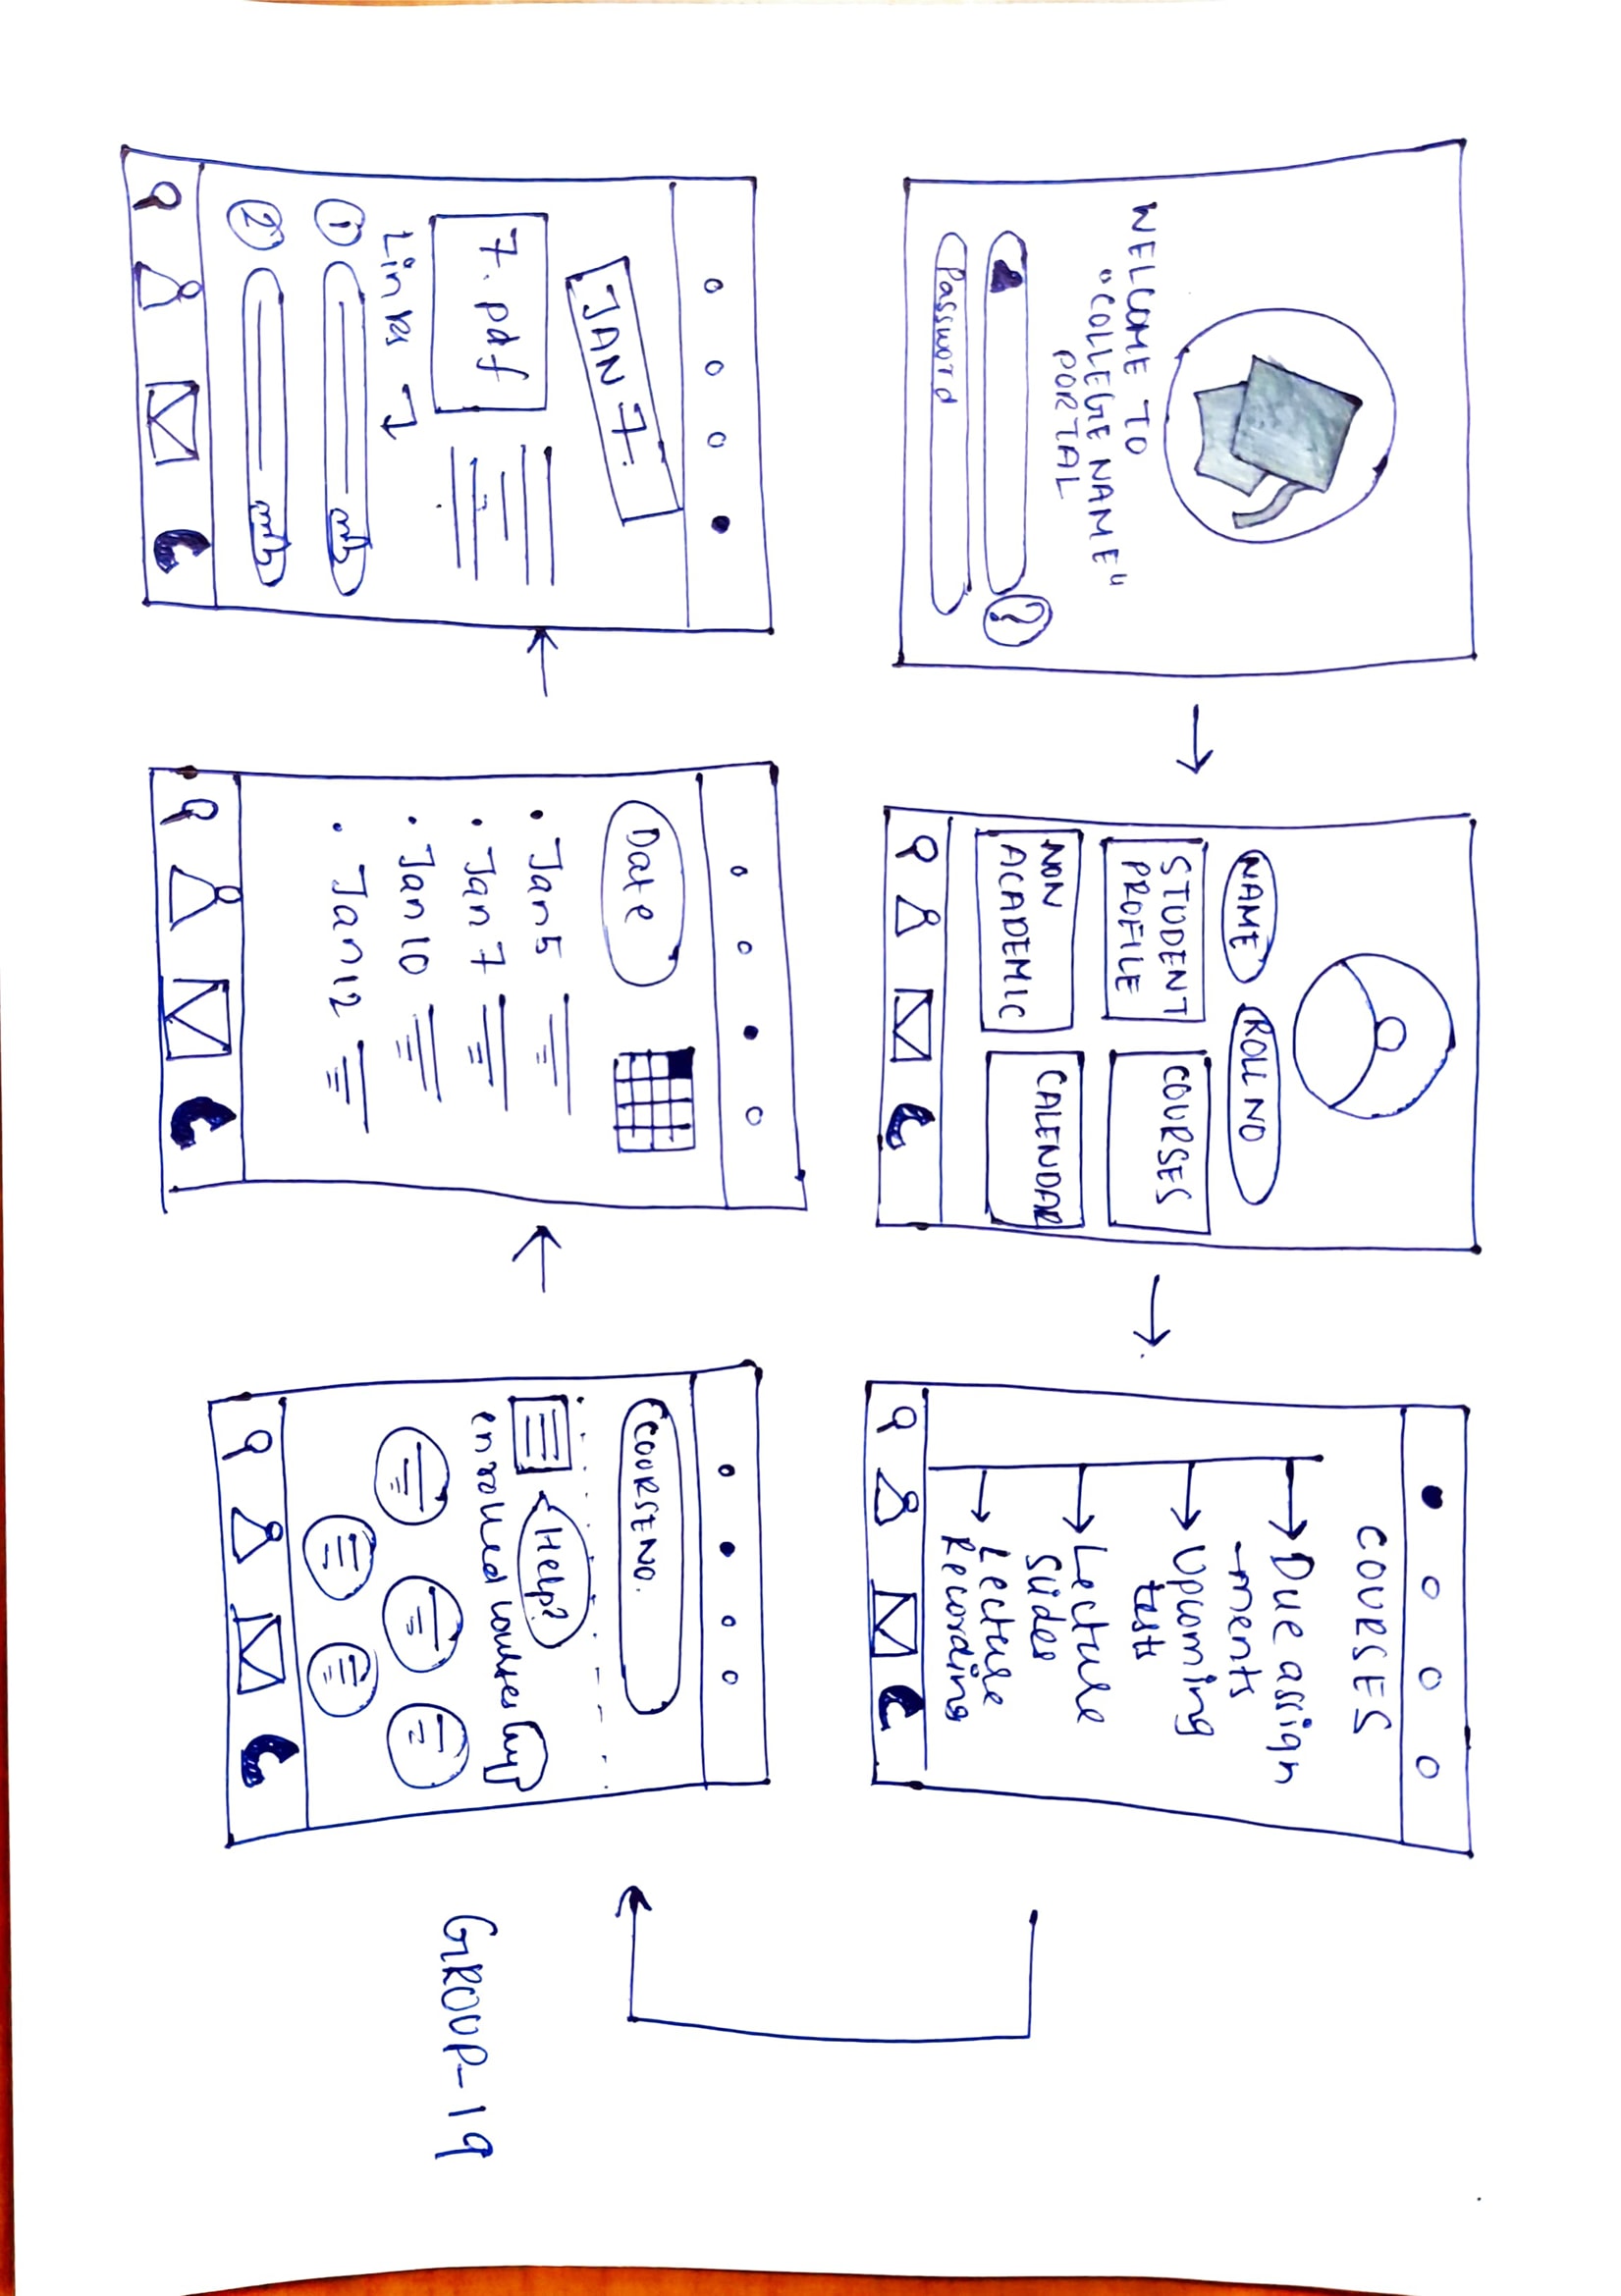 WELCOME TO
"COLLEGE NAME"
PORTAL
?
Password
NAME
ROLL NO
STUDENT
PROFILE
COURSES
NON
ACADEMIC
CALENDAR
COURSES
Due assign
-ments
Upcoming
tests
Lecture
Slides
Lecture
Recording
COURSE NO.
Help?
enrolled courses
Date
• Jan 5
• Jan 7
• Jan 10
• Jan 12
JAN 7.
7.pdf
Links
1
2
GROUP-19